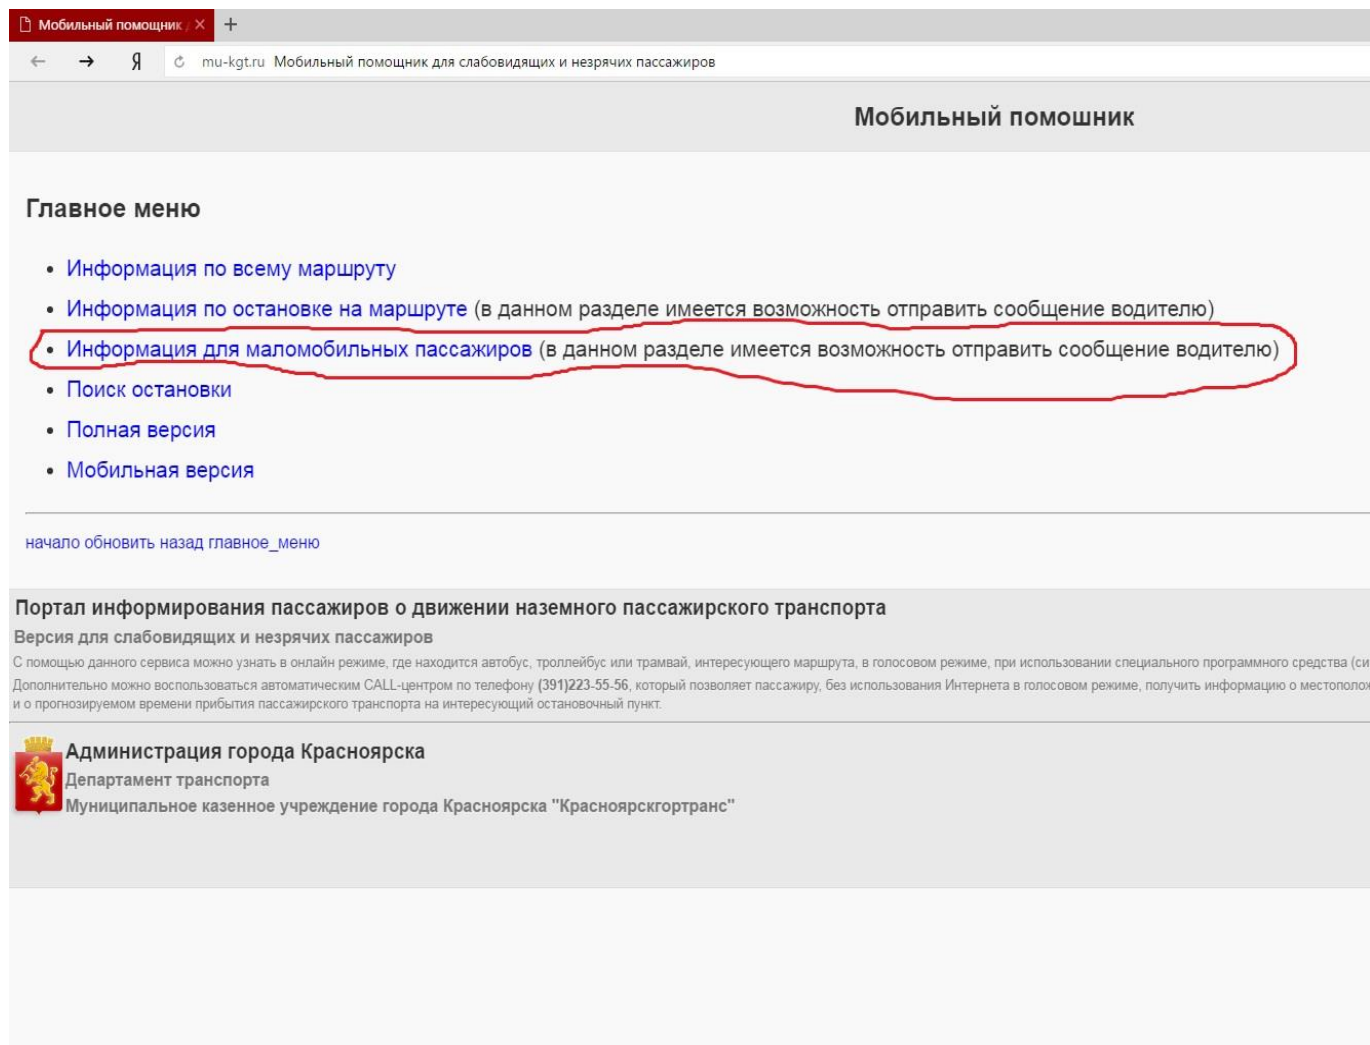 Мобильный помощник /
Я
mu-kgt.ru Мобильный помощник для слабовидящих и незрячих пассажиров
Мобильный помошник
Главное меню
• Информация по всему маршруту
• Информация по остановке на маршруте (в данном разделе имеется возможность отправить сообщение водителю)
• Информация для маломобильных пассажиров (в данном разделе имеется возможность отправить сообщение водителю)
• Поиск остановки
• Полная версия
• Мобильная версия
начало обновить назад главное_меню
Портал информирования пассажиров о движении наземного пассажирского транспорта
Версия для слабовидящих и незрячих пассажиров
С помощью данного сервиса можно узнать в онлайн режиме, где находится автобус, троллейбус или трамвай, интересующего маршрута, в голосовом режиме, при использовании специального программного средства (си
Дополнительно можно воспользоваться автоматическим CALL-центром по телефону (391)223-55-56, который позволяет пассажиру, без использования Интернета в голосовом режиме, получить информацию о местополож
и о прогнозируемом времени прибытия пассажирского транспорта на интересующий остановочный пункт.
Администрация города Красноярска
Департамент транспорта
Муниципальное казенное учреждение города Красноярска "Красноярскгортранс"